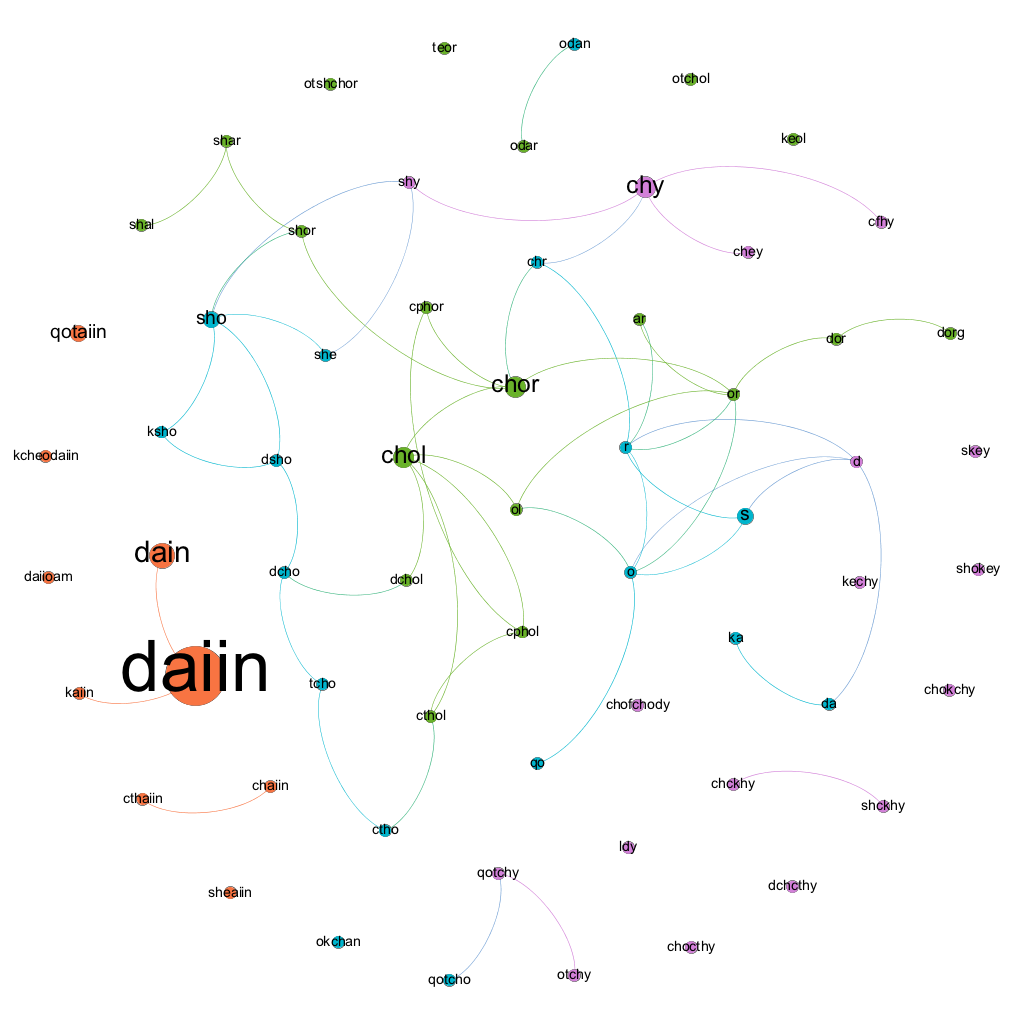 teor
odan
otchol
otshchor
shar
odar
keol
shy
chy
shal
shor
cfhy
chey
chr
cphor
sho
ar
qotaiin
she
dor
dorg
chor
or
ksho
r
kcheodaiin
dsho
chol
d
skey
ol
s
dain
daiioam
dcho
dchol
o
kechy
shokey
cphol
ka
daiin
kaiin
tcho
cthol
chofchody
da
chokchy
qo
cthaiin
chaiin
chckhy
shckhy
ctho
ldy
sheaiin
qotchy
dchcthy
okchan
chocthy
qotcho
otchy